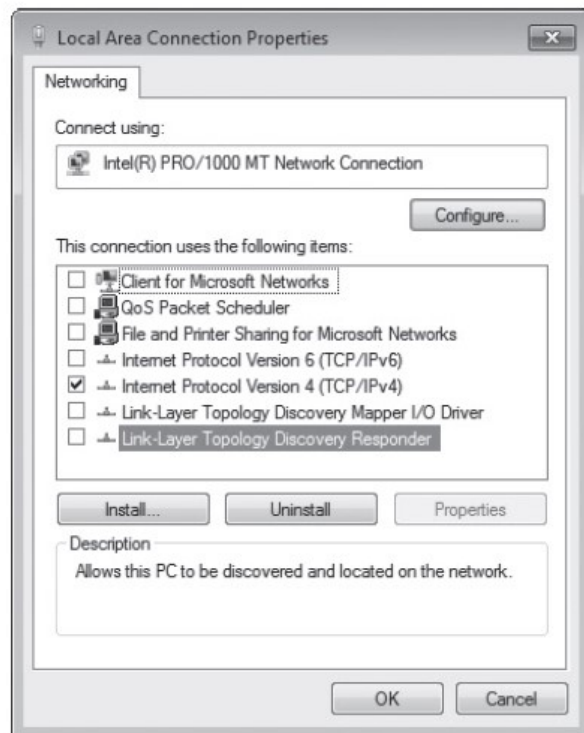 Local Area Connection Properties
Networking
Connect using:
Intel(R) PRO/1000 MT Network Connection
Configure...
This connection uses the following items:
Client for Microsoft Networks
QoS Packet Scheduler
File and Printer Sharing for Microsoft Networks
Internet Protocol Version 6 (TCP/IPv6)
Internet Protocol Version 4 (TCP/IPv4)
Link-Layer Topology Discovery Mapper I/O Driver
Link-Layer Topology Discovery Responder
Install... Uninstall Properties
Description
Allows this PC to be discovered and located on the network.
OK Cancel